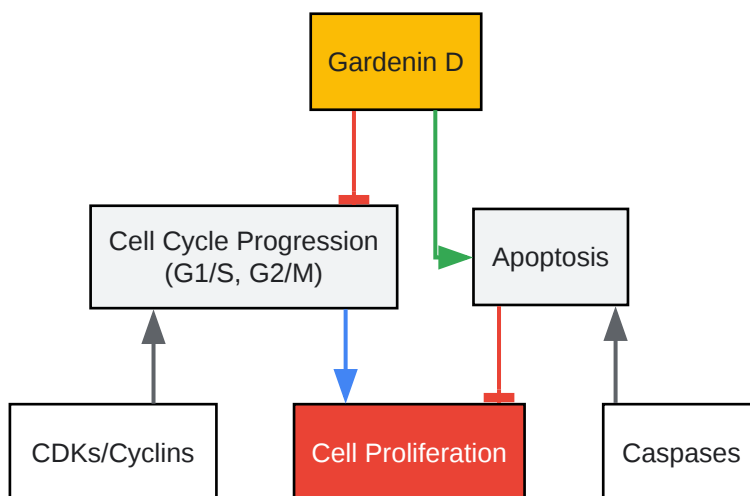 Gardenin D
Cell Cycle Progression
(G1/S, G2/M)
Apoptosis
CDKs/Cyclins
Cell Proliferation
Caspases